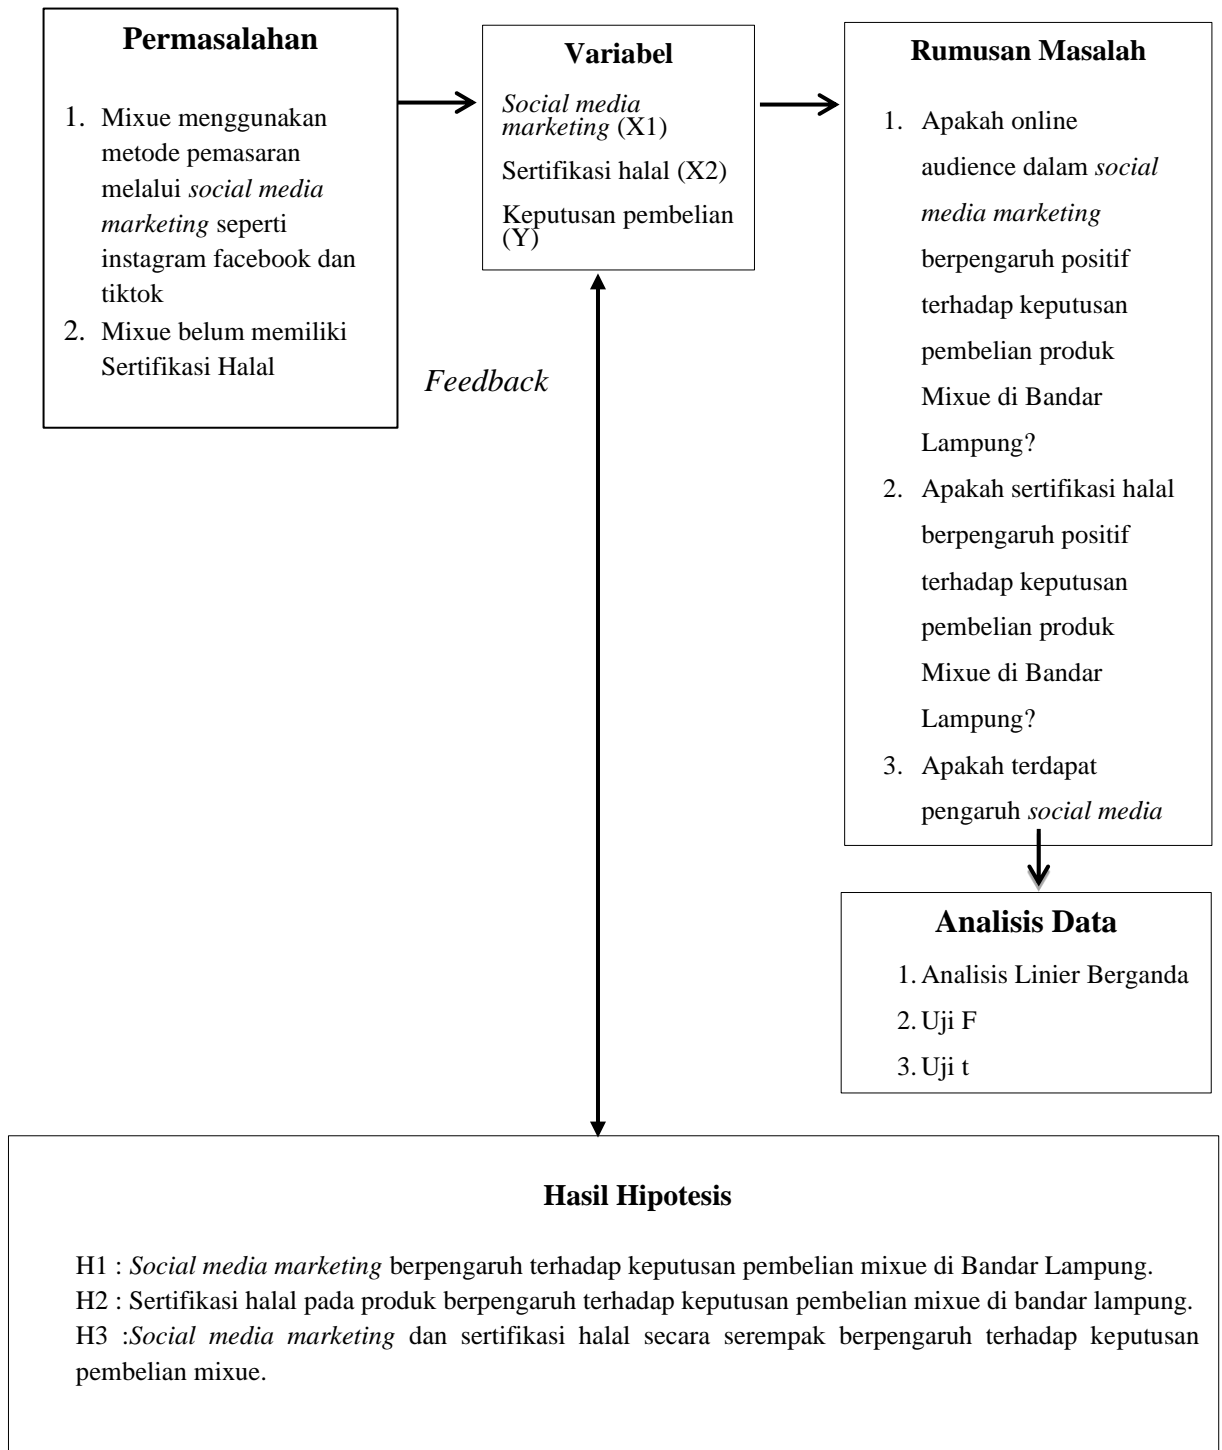 Permasalahan
1. Mixue menggunakan
metode pemasaran
melalui social media
marketing seperti
instagram facebook dan
tiktok
2. Mixue belum memiliki
Sertifikasi Halal
Variabel
Social media
marketing (X1)
Sertifikasi halal (X2)
Keputusan pembelian
(Y)
Rumusan Masalah
1. Apakah online
audience dalam social
media marketing
berpengaruh positif
terhadap keputusan
pembelian produk
Mixue di Bandar
Lampung?
2. Apakah sertifikasi halal
berpengaruh positif
terhadap keputusan
pembelian produk
Mixue di Bandar
Lampung?
3. Apakah terdapat
pengaruh social media
Feedback
Analisis Data
1. Analisis Linier Berganda
2. Uji F
3. Uji t
Hasil Hipotesis
H1 : Social media marketing berpengaruh terhadap keputusan pembelian mixue di Bandar Lampung.
H2 : Sertifikasi halal pada produk berpengaruh terhadap keputusan pembelian mixue di bandar lampung.
H3 :Social media marketing dan sertifikasi halal secara serempak berpengaruh terhadap keputusan
pembelian mixue.